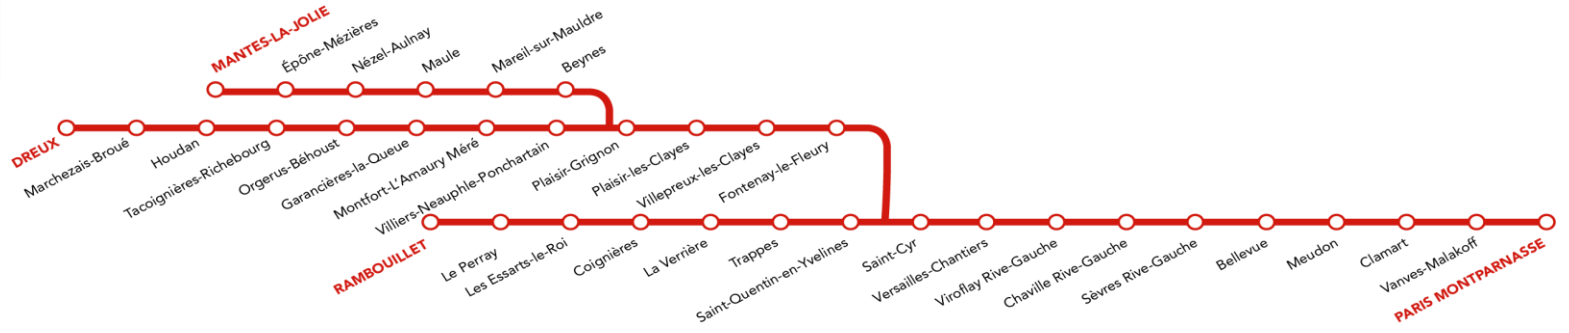 MANTES-LA-JOLIE
Épône-Mézières
Nézel-Aulnay
Maule
Mareil-sur-Mauldre
Beynes
DREUX
Marchezais-Broué
Houdan
Tacoignières-Richebourg
Orgerus-Béhoust
Garancières-la-Queue
Montfort-L'Amaury Méré
Villiers-Neauphle-Ponchartain
Plaisir-Grignon
Plaisir-les-Clayes
Villepreux-les-Clayes
Fontenay-le-Fleury
RAMBOUILLET
Le Perray
Les Essarts-le-Roi
Coignières
La Verrière
Trappes
Saint-Quentin-en-Yvelines
Saint-Cyr
Versailles-Chantiers
Viroflay Rive-Gauche
Chaville Rive-Gauche
Sèvres Rive-Gauche
Bellevue
Meudon
Clamart
Vanves-Malakoff
PARIS MONTPARNASSE